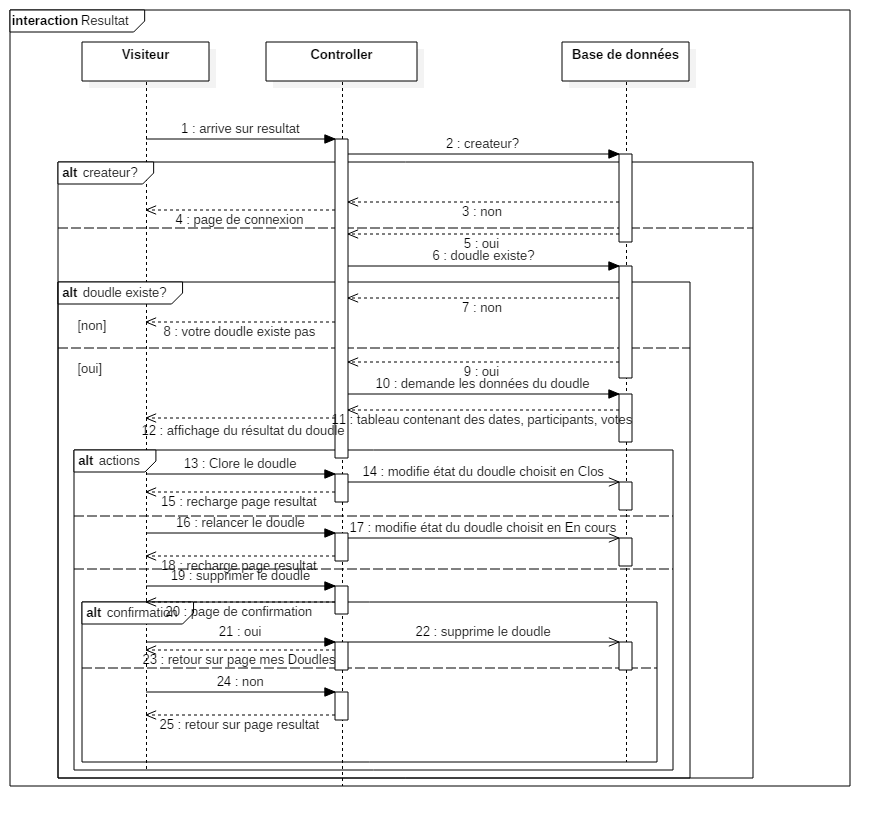 interaction Resultat
Visiteur
Controller
Base de données
1 : arrive sur resultat
2 : createur?
alt createur?
3 : non
4 : page de connexion
5 : oui
6 : doudle existe?
alt doudle existe?
7 : non
[non]
8 : votre doudle existe pas
9 : oui
[oui]
10 : demande les données du doudle
11 : tableau contenant des dates, participants, votes
12 : affichage du résultat du doudle
alt actions
13 : Clore le doudle
14 : modifie état du doudle choisit en Clos
15 : recharge page resultat
16 : relancer le doudle
17 : modifie état du doudle choisit en En cours
18 : recharge page resultat
19 : supprimer le doudle
20 : page de confirmation
alt confirmation
21 : oui
22 : supprime le doudle
23 : retour sur page mes Doudles
24 : non
25 : retour sur page resultat